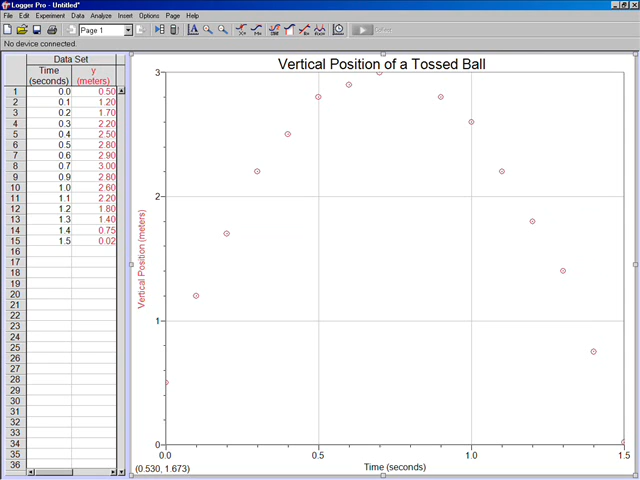 Logger Pro - Untitled*
File Edit Experiment Data Analyze Insert Options Page Help
Page 1
Collect
No device connected.
Data Set
Time y
(seconds) (meters)
1 0.0 0.50
2 0.1 1.20
3 0.2 1.70
4 0.3 2.20
5 0.4 2.50
6 0.5 2.80
7 0.6 2.90
8 0.7 3.00
9 0.9 2.80
10 1.0 2.60
11 1.1 2.20
12 1.2 1.80
13 1.3 1.40
14 1.4 0.75
15 1.5 0.02
16
17
18
19
20
21
22
23
24
25
26
27
28
29
30
31
32
33
34
35
36
Vertical Position of a Tossed Ball
3
2
1
0
Vertical Position (meters)
0.0 0.5 1.0 1.5
(0.530, 1.673)
Time (seconds)